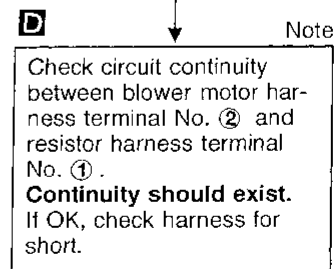 D
Note
Check circuit continuity
between blower motor har-
ness terminal No. ② and
resistor harness terminal
No. ①.
Continuity should exist.
If OK, check harness for
short.